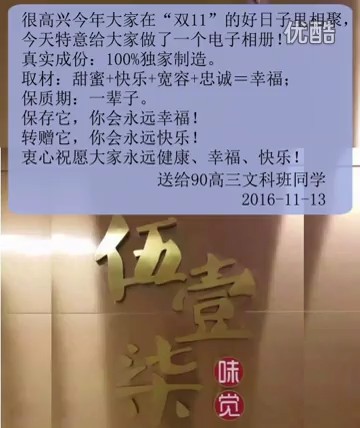 优酷
很高兴今年大家在“双11”的好日子里相聚，
今天特意给大家做了一个电子相册！
真实成份：100%独家制造。
取材：甜蜜+快乐+宽容+忠诚＝幸福；
保质期：一辈子。
保存它，你会永远幸福！
转赠它，你会永远快乐！
衷心祝愿大家永远健康、幸福、快乐！
送给90高三文科班同学
2016-11-13
伍壹柒
味觉